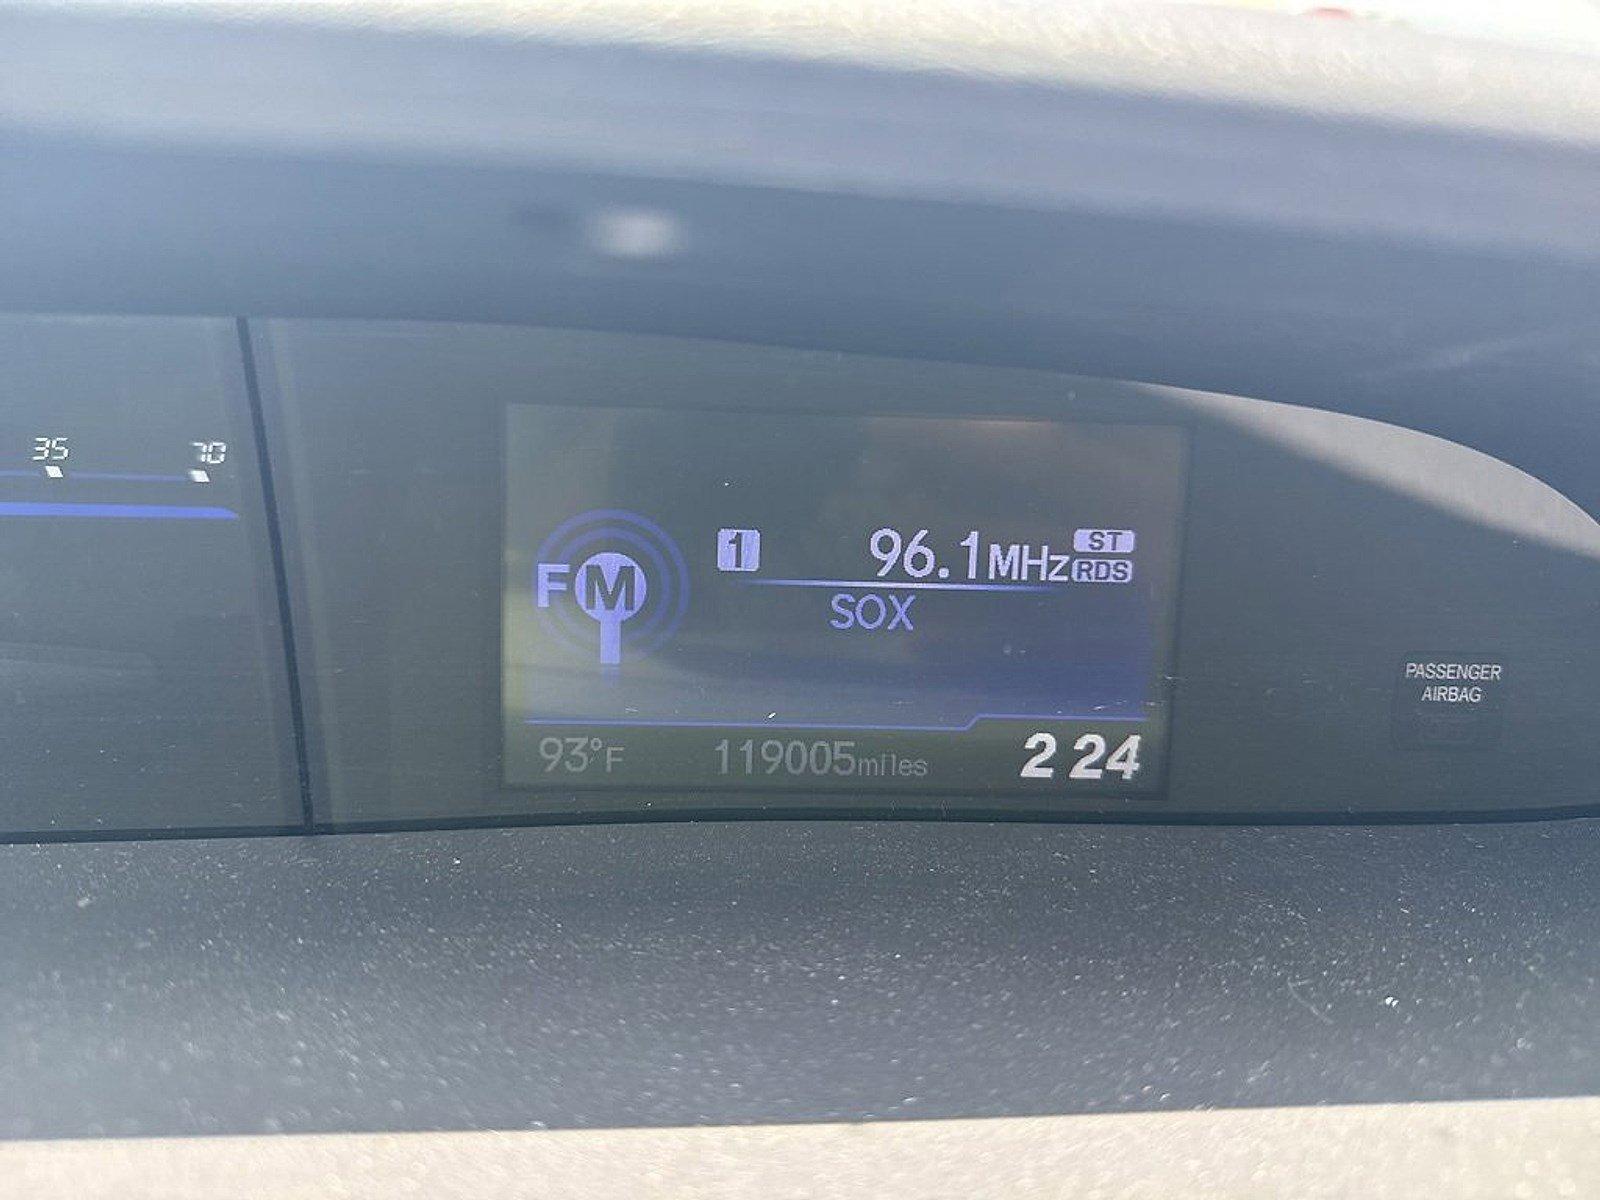 35 70
1 96.1MHz ST
FM RDS
SOX
PASSENGER
AIRBAG
93°F 119005miles 2 24